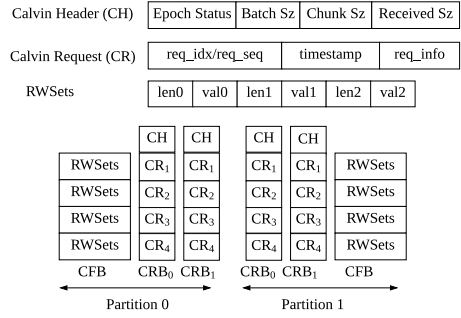 Calvin Header (CH) Epoch Status Batch Sz Chunk Sz Received Sz
Calvin Request (CR) req_idx/req_seq timestamp req_info
RWSets len0 val0 len1 val1 len2 val2
CH CH CH CH
RWSets CR1 CR1 CR1 CR1 RWSets
RWSets CR2 CR2 CR2 CR2 RWSets
RWSets CR3 CR3 CR3 CR3 RWSets
RWSets CR4 CR4 CR4 CR4 RWSets
CFB CRB0 CRB1 CRB0 CRB1 CFB
Partition 0 Partition 1